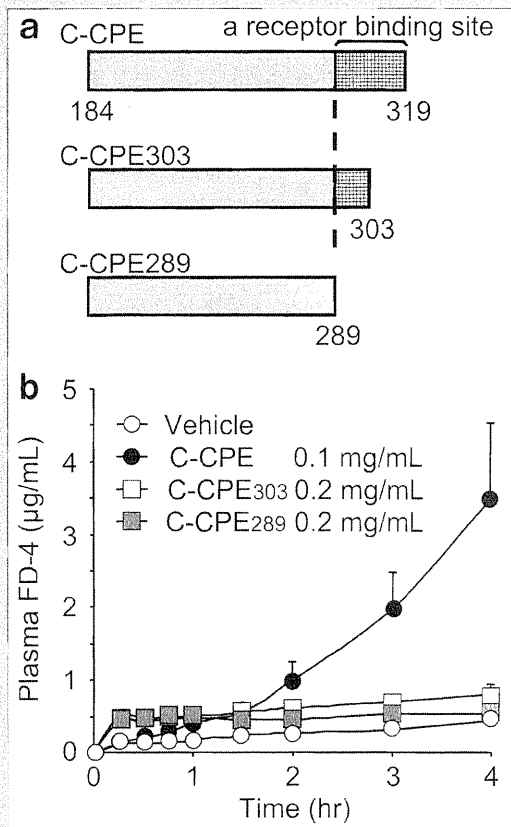 a
a receptor binding site
C-CPE
184 319
C-CPE303
303
C-CPE289
289
b
5
4
3
2
1
0
Plasma FD-4 (µg/mL)
Vehicle
C-CPE 0.1 mg/mL
C-CPE303 0.2 mg/mL
C-CPE289 0.2 mg/mL
0 1 2 3 4
Time (hr)